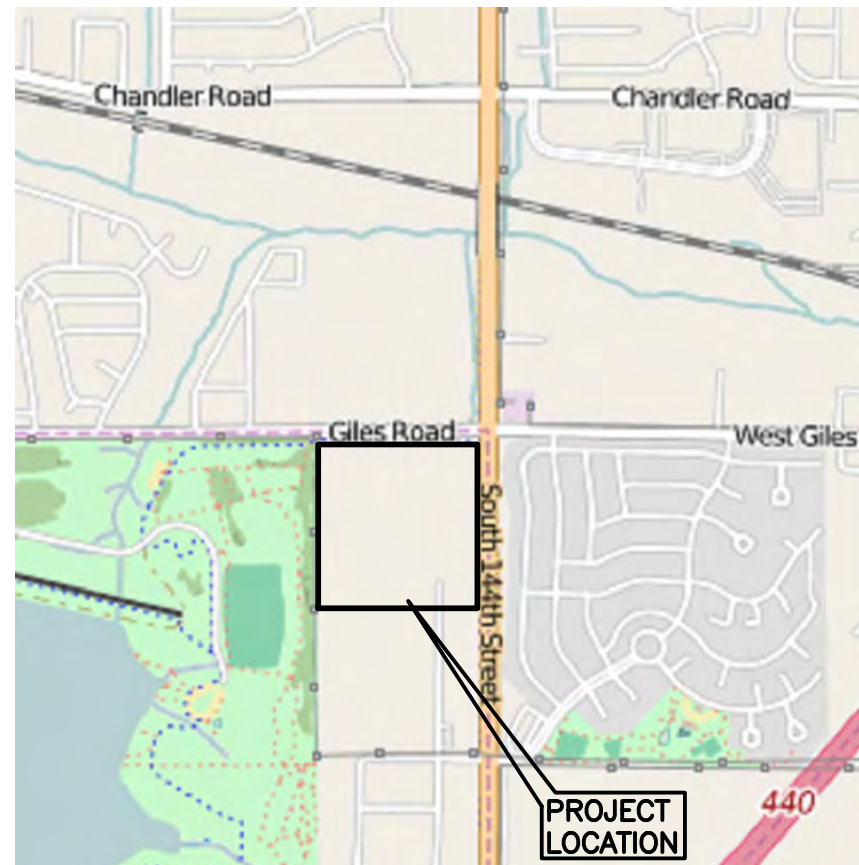 Chandler Road
Chandler Road
Giles Road
West Giles
South 144th Street
440
PROJECT
LOCATION